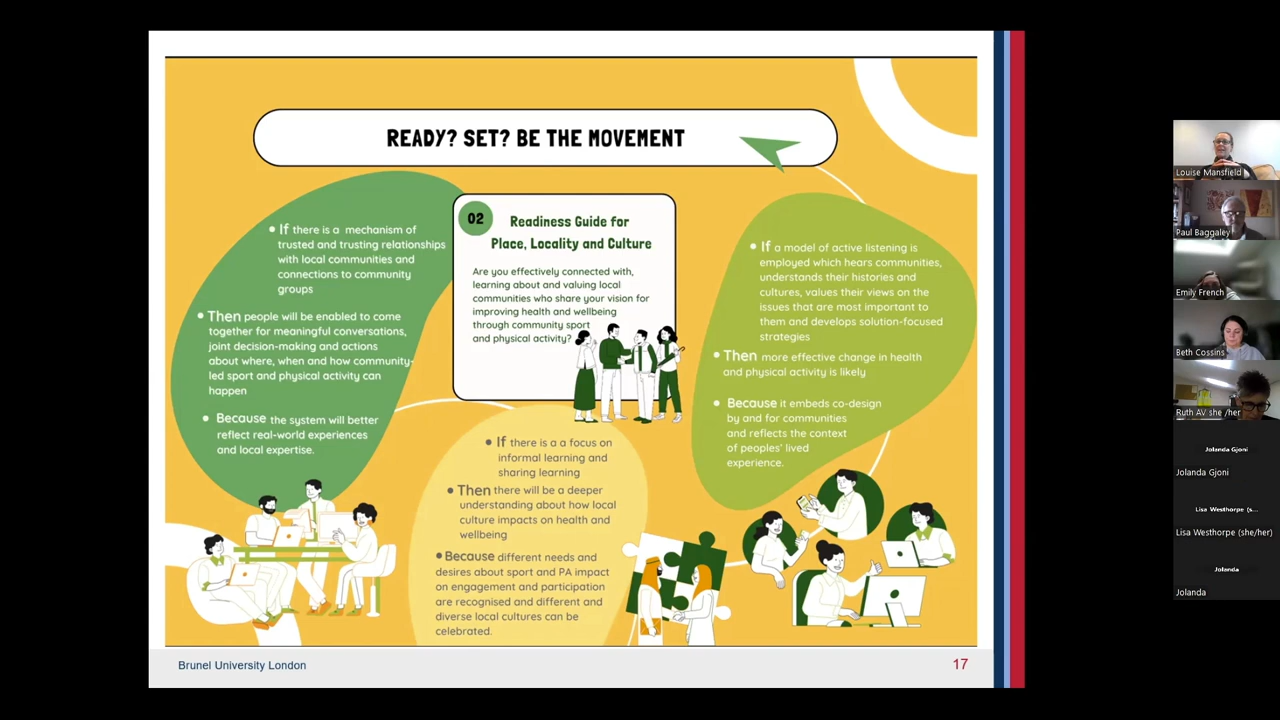 READY? SET? BE THE MOVEMENT
02
Readiness Guide for
Place, Locality and Culture
Are you effectively connected with,
learning about and valuing local
communities who share your vision for
improving health and wellbeing
through community sport
and physical activity?
• If there is a mechanism of
trusted and trusting relationships
with local communities and
connections to community
groups
• Then people will be enabled to come
together for meaningful conversations,
joint decision-making and actions
about where, when and how community-
led sport and physical activity can
happen
• Because the system will better
reflect real-world experiences
and local expertise.
• If there is a a focus on
informal learning and
sharing learning
• Then there will be a deeper
understanding about how local
culture impacts on health and
wellbeing
• Because different needs and
desires about sport and PA impact
on engagement and participation
are recognised and different and
diverse local cultures can be
celebrated.
• If a model of active listening is
employed which hears communities,
understands their histories and
cultures, values their views on the
issues that are most important to
them and develops solution-focused
strategies
• Then more effective change in health
and physical activity is likely
• Because it embeds co-design
by and for communities
and reflects the context
of peoples' lived
experience.
Brunel University London
17
Louise Mansfield
Paul Baggaley
Emily French
Beth Cossins
Ruth AV she /her
Jolanda Gjoni
Jolanda Gjoni
Lisa Westhorpe (s...
Lisa Westhorpe (she/her)
Jolanda
Jolanda